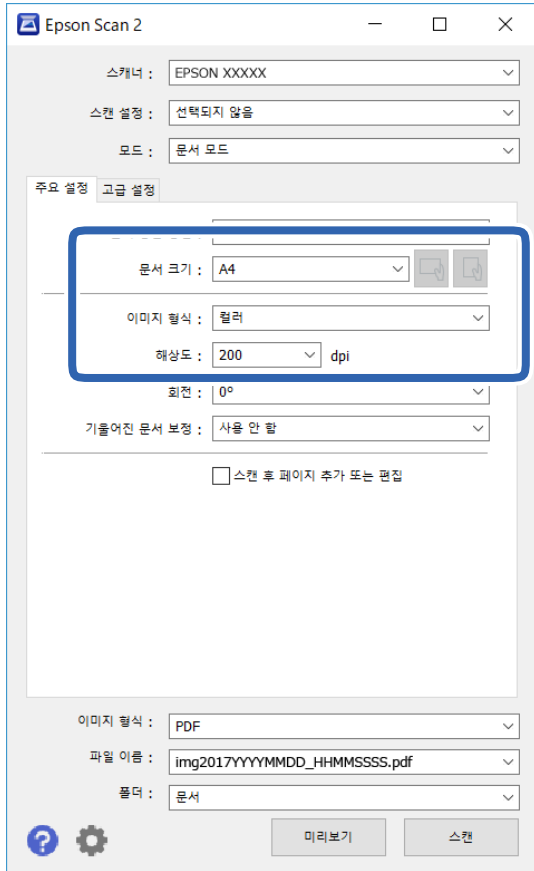 Epson Scan 2
스캐너 : EPSON XXXXX
스캔 설정 : 선택되지 않음
모드 : 문서 모드
주요 설정 고급 설정
문서 크기 : A4
이미지 형식 : 컬러
해상도 : 200 dpi
회전 : 0°
기울어진 문서 보정 : 사용 안 함
스캔 후 페이지 추가 또는 편집
이미지 형식 : PDF
파일 이름 : img2017YYYYMMDD_HHMMSSSS.pdf
폴더 : 문서
? 미리보기 스캔